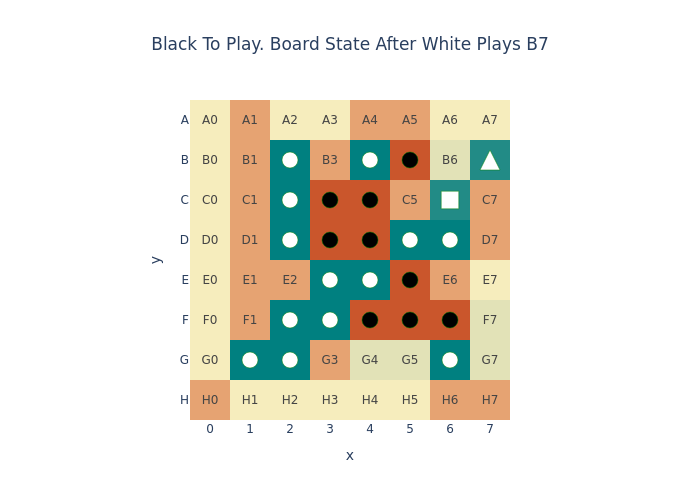 Black To Play. Board State After White Plays B7
A A0 A1 A2 A3 A4 A5 A6 A7
B B0 B1 B3 B6
C C0 C1 C5 C7
D D0 D1 D7
E E0 E1 E2 E6 E7
F F0 F1 F7
G G0 G3 G4 G5 G7
H H0 H1 H2 H3 H4 H5 H6 H7
0 1 2 3 4 5 6 7
y
x